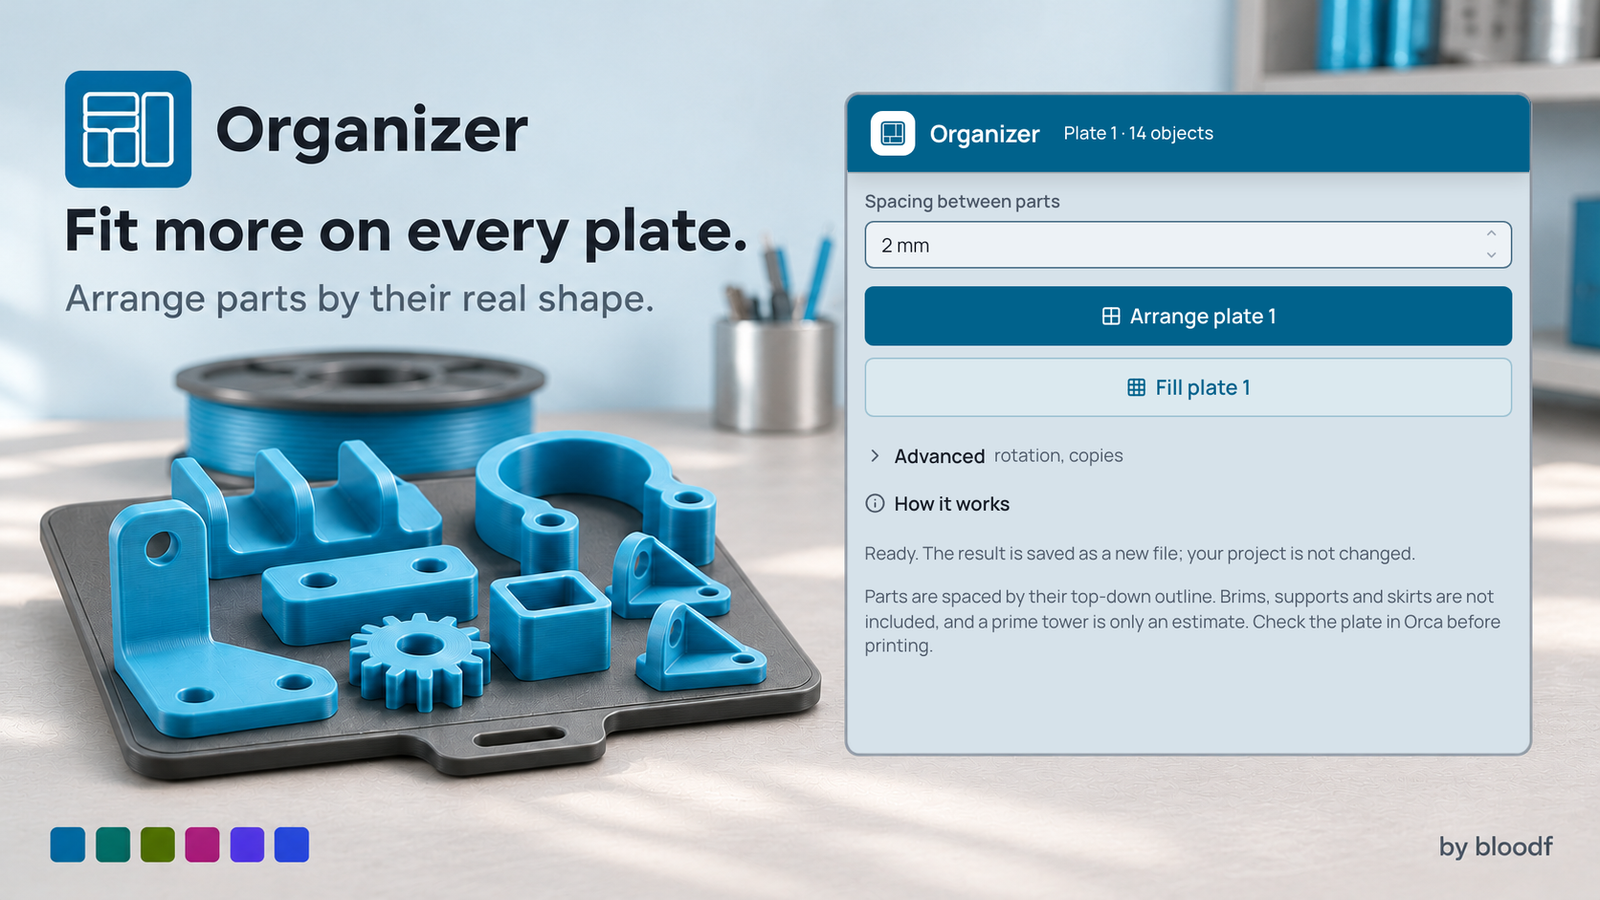 Organizer
Fit more on every plate.
Arrange parts by their real shape.
Organizer Plate 1 · 14 objects
Spacing between parts
2 mm
Arrange plate 1
Fill plate 1
Advanced rotation, copies
How it works
Ready. The result is saved as a new file; your project is not changed.
Parts are spaced by their top-down outline. Brims, supports and skirts are not
included, and a prime tower is only an estimate. Check the plate in Orca before
printing.
by bloodf